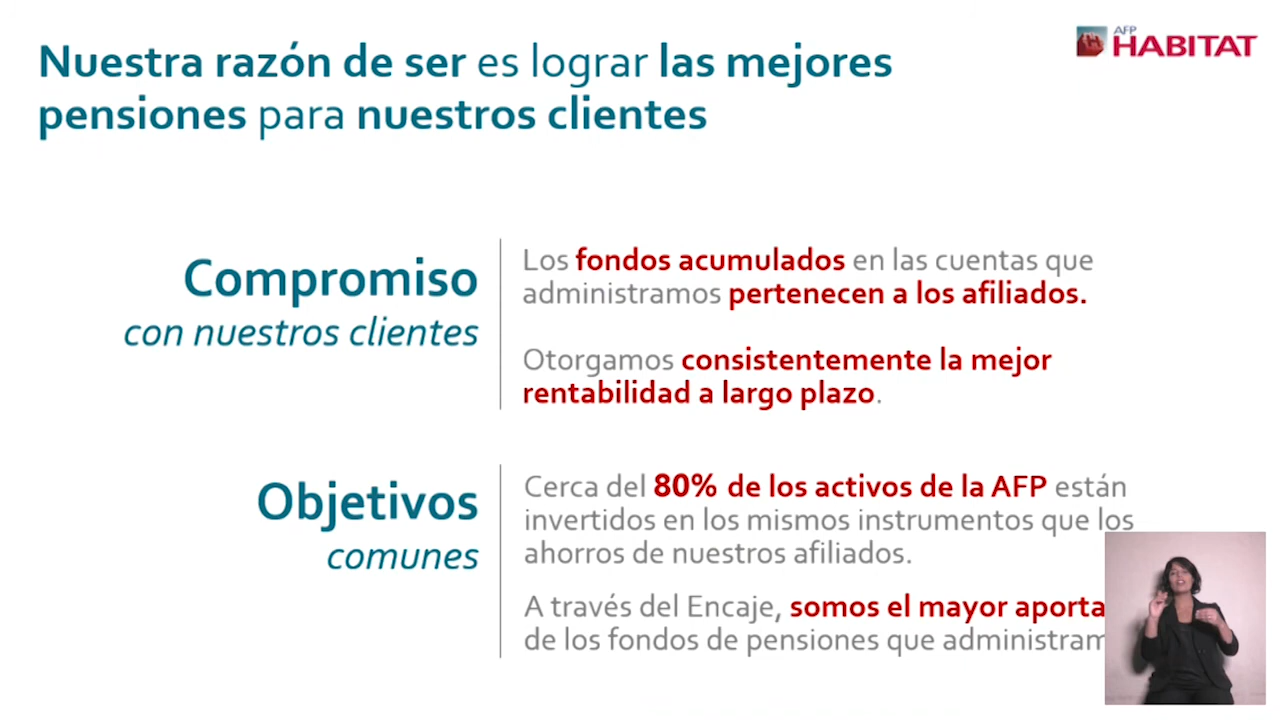 Nuestra razón de ser es lograr las mejores
pensiones para nuestros clientes
AFP
HABITAT
Compromiso
con nuestros clientes
Los fondos acumulados en las cuentas que
administramos pertenecen a los afiliados.
Otorgamos consistentemente la mejor
rentabilidad a largo plazo.
Objetivos
comunes
Cerca del 80% de los activos de la AFP están
invertidos en los mismos instrumentos que los
ahorros de nuestros afiliados.
A través del Encaje, somos el mayor
de los fondos de pensiones que